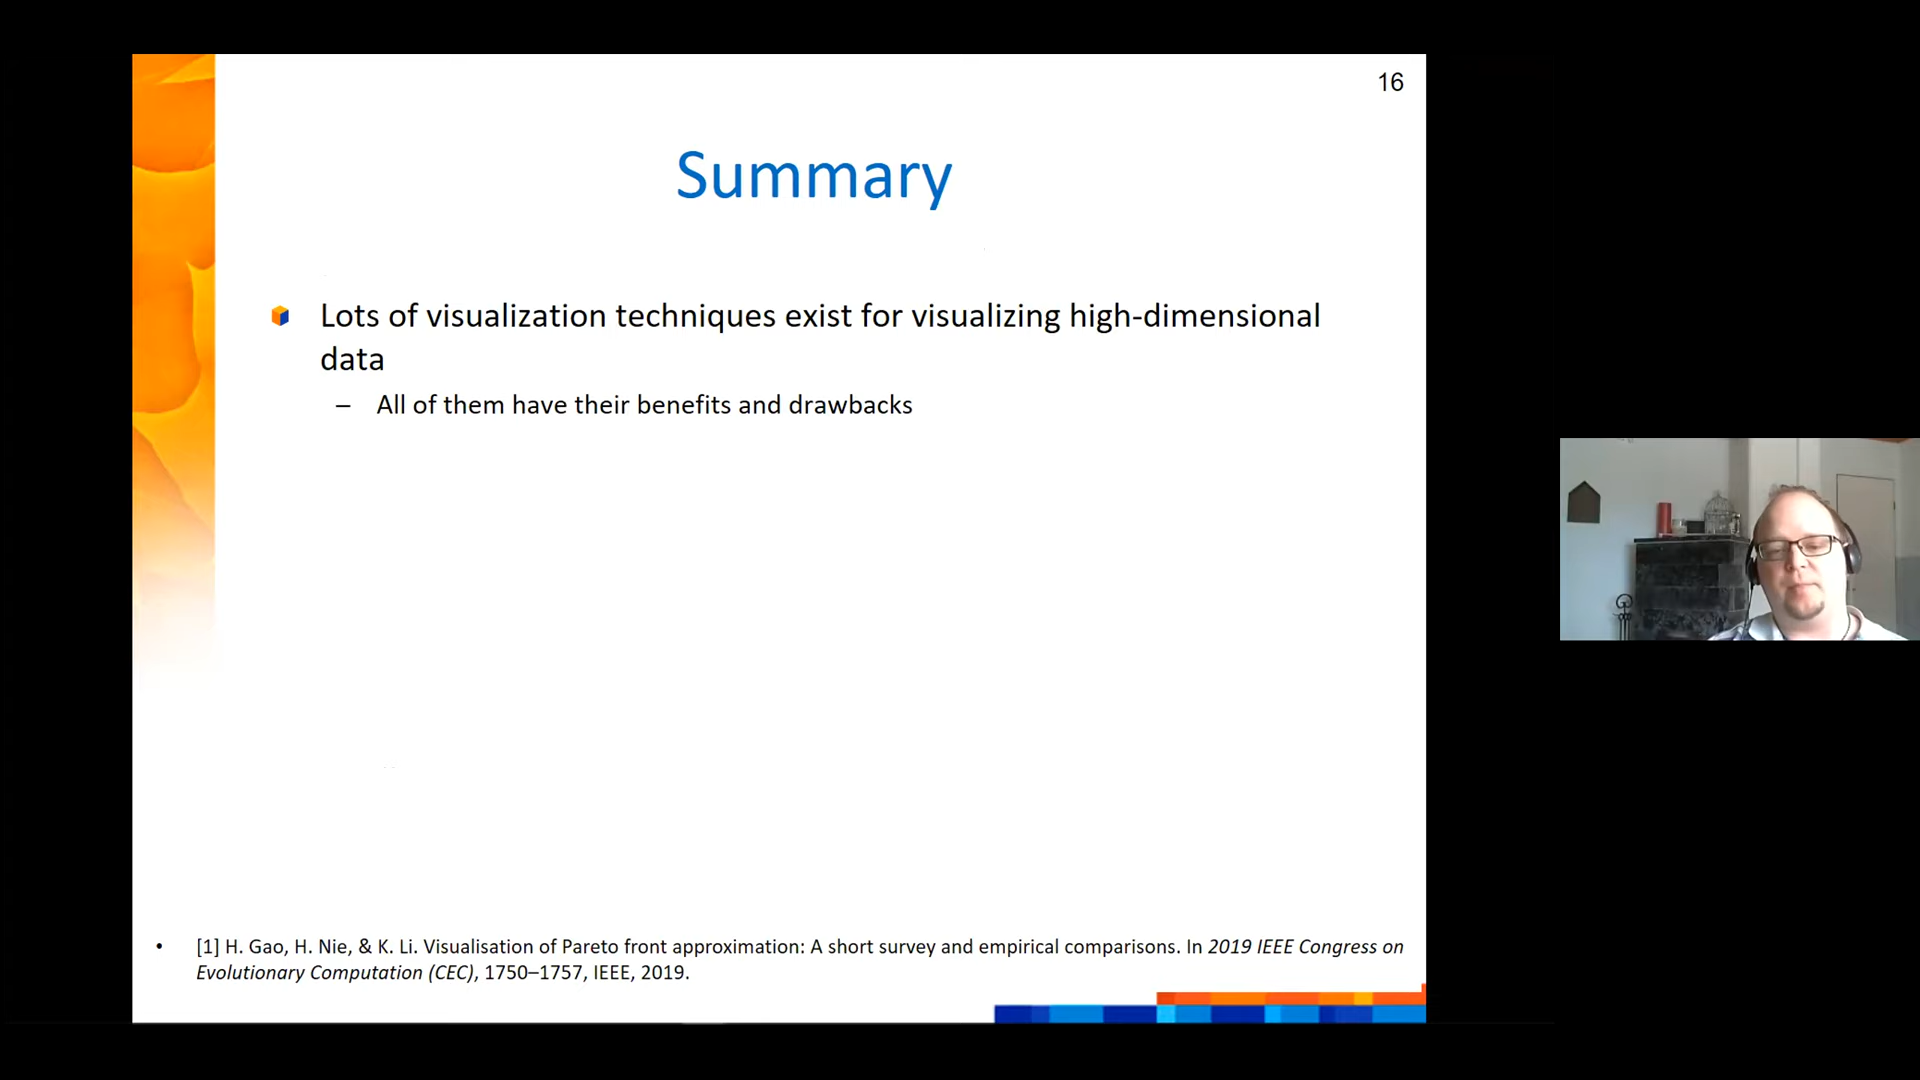 16
Summary
Lots of visualization techniques exist for visualizing high-dimensional
data
– All of them have their benefits and drawbacks
• [1] H. Gao, H. Nie, & K. Li. Visualisation of Pareto front approximation: A short survey and empirical comparisons. In 2019 IEEE Congress on
Evolutionary Computation (CEC), 1750–1757, IEEE, 2019.